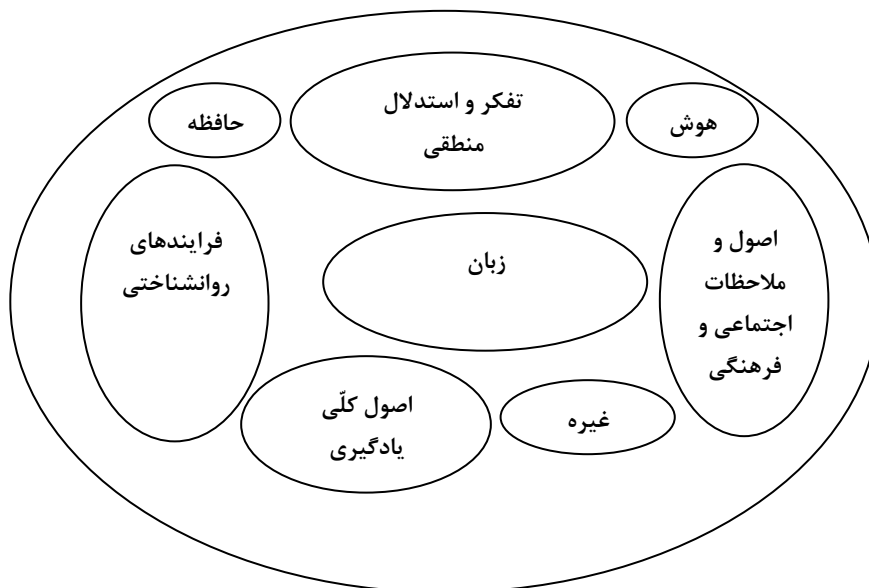 هوش
تفکر و استدلال
منطقی
حافظه
اصول و
ملاحظات
اجتماعی و
فرهنگی
زبان
فرایندهای
روانشناختی
غیره
اصول کلّی
یادگیری